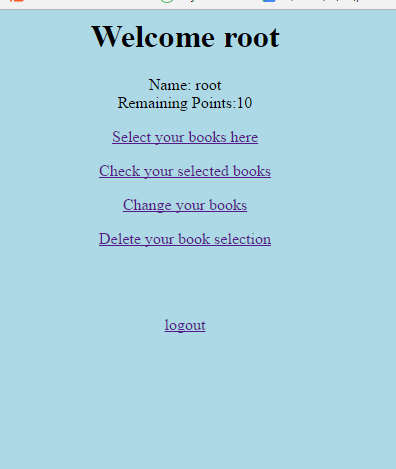 Welcome root
Name: root
Remaining Points:10
Select your books here
Check your selected books
Change your books
Delete your book selection
logout